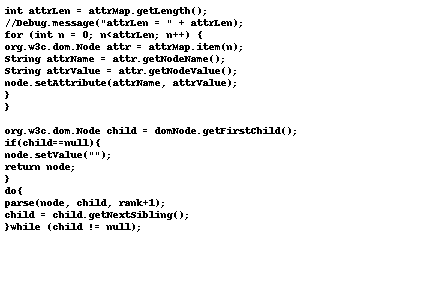 int attrLen = attrMap.getLength();
//Debug.message("attrLen = " + attrLen);
for (int n = 0; n<attrLen; n++) {
org.w3c.dom.Node attr = attrMap.item(n);
String attrName = attr.getNodeName();
String attrValue = attr.getNodeValue();
node.setAttribute(attrName, attrValue);
}
}

org.w3c.dom.Node child = domNode.getFirstChild();
if(child==null){
node.setValue("");
return node;
}
do{
parse(node, child, rank+1);
child = child.getNextSibling();
}while (child != null);